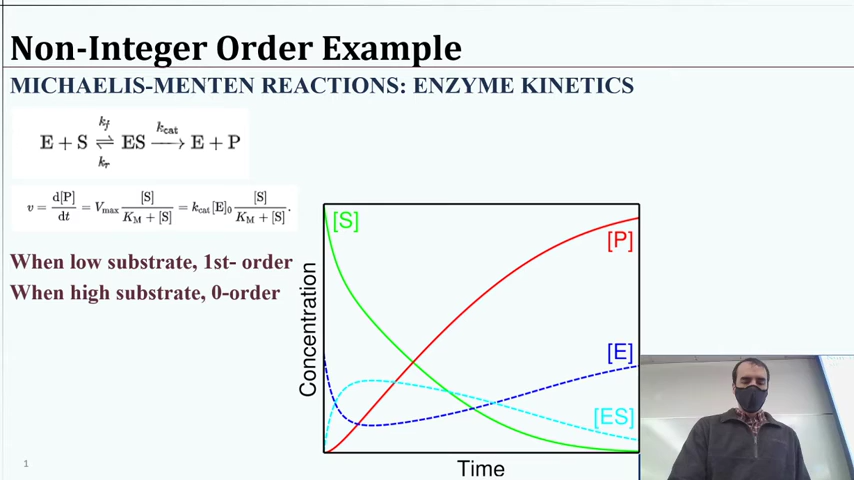 Non-Integer Order Example
MICHAELIS-MENTEN REACTIONS: ENZYME KINETICS
E + S ⇌ ES ⟶ E + P
k_f
k_r
k_cat
v = d[P]/dt = V_max [S]/(K_M + [S]) = k_cat[E]_0 [S]/(K_M + [S]).
When low substrate, 1st- order
When high substrate, 0-order
[S]
[P]
[E]
[ES]
Concentration
Time
1